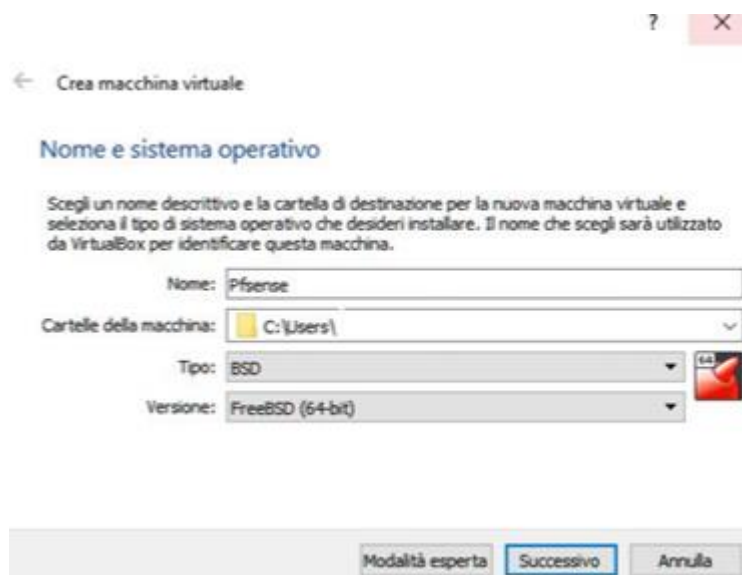 ?
Crea macchina virtuale
Nome e sistema operativo
Scegli un nome descrittivo e la cartella di destinazione per la nuova macchina virtuale e
seleziona il tipo di sistema operativo che desideri installare. Il nome che scegli sarà utilizzato
da VirtualBox per identificare questa macchina.
Nome: Pfsense
Cartelle della macchina: C:\Users\
Tipo: BSD
64
Versione: FreeBSD (64-bit)
Modalità esperta Successivo Annulla